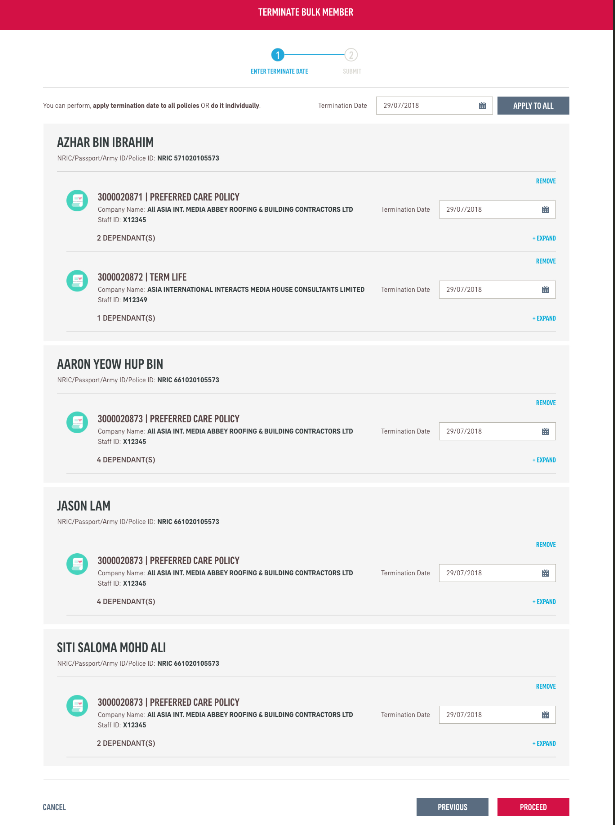 TERMINATE BULK MEMBER
1 2
ENTER TERMINATE DATE SUBMIT
You can perform, apply termination date to all policies OR do it individually. Termination Date 29/07/2018 APPLY TO ALL
AZHAR BIN IBRAHIM
NRIC/Passport/Army ID/Police ID: NRIC 571020105573
REMOVE
3000020871 | PREFERRED CARE POLICY
Company Name: All ASIA INT. MEDIA ABBEY ROOFING & BUILDING CONTRACTORS LTD Termination Date 29/07/2018
Staff ID: X12345
2 DEPENDANT(S) + EXPAND
REMOVE
3000020872 | TERM LIFE
Company Name: ASIA INTERNATIONAL INTERACTS MEDIA HOUSE CONSULTANTS LIMITED Termination Date 29/07/2018
Staff ID: M12349
1 DEPENDANT(S) + EXPAND
AARON YEOW HUP BIN
NRIC/Passport/Army ID/Police ID: NRIC 661020105573
REMOVE
3000020873 | PREFERRED CARE POLICY
Company Name: All ASIA INT. MEDIA ABBEY ROOFING & BUILDING CONTRACTORS LTD Termination Date 29/07/2018
Staff ID: X12345
4 DEPENDANT(S) + EXPAND
JASON LAM
NRIC/Passport/Army ID/Police ID: NRIC 661020105573
REMOVE
3000020873 | PREFERRED CARE POLICY
Company Name: All ASIA INT. MEDIA ABBEY ROOFING & BUILDING CONTRACTORS LTD Termination Date 29/07/2018
Staff ID: X12345
4 DEPENDANT(S) + EXPAND
SITI SALOMA MOHD ALI
NRIC/Passport/Army ID/Police ID: NRIC 661020105573
REMOVE
3000020873 | PREFERRED CARE POLICY
Company Name: All ASIA INT. MEDIA ABBEY ROOFING & BUILDING CONTRACTORS LTD Termination Date 29/07/2018
Staff ID: X12345
2 DEPENDANT(S) + EXPAND
CANCEL PREVIOUS PROCEED